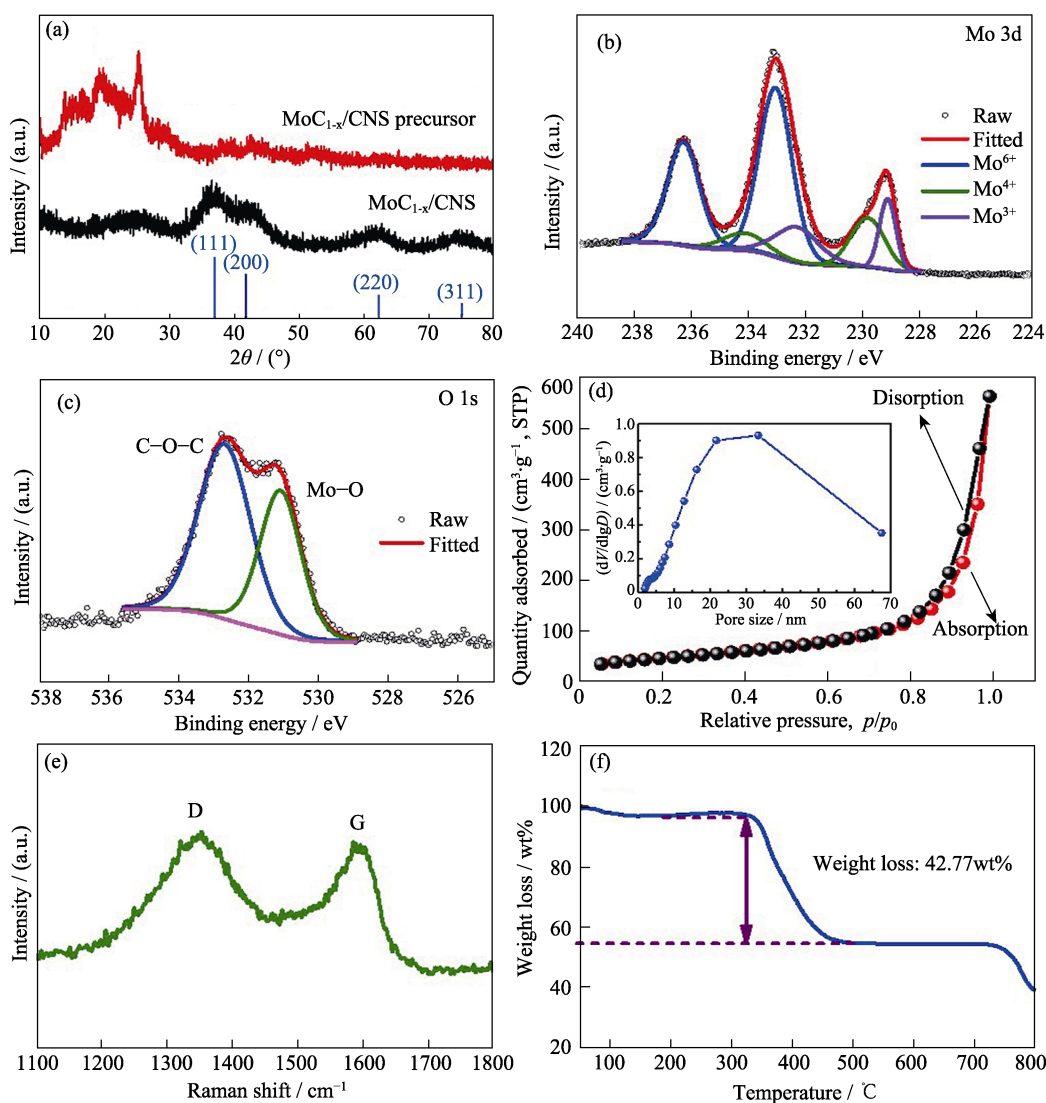 (a)
MoC1-x/CNS precursor
MoC1-x/CNS
(111)
(200)
(220)
(311)
Intensity / (a.u.)
10 20 30 40 50 60 70 80
2θ / (°)
(b)
Mo 3d
Raw
Fitted
Mo6+
Mo4+
Mo3+
Intensity / (a.u.)
240 238 236 234 232 230 228 226 224
Binding energy / eV
(c)
O 1s
C−O−C
Mo−O
Raw
Fitted
Intensity / (a.u.)
538 536 534 532 530 528 526
Binding energy / eV
(d)
Disorption
Absorption
Quantity adsorbed / (cm³·g⁻¹, STP)
600
500
400
300
200
100
0
0 0.2 0.4 0.6 0.8 1.0
Relative pressure, p/p0
(dV/dlgD) / (cm³·g⁻¹)
1.0
0.8
0.6
0.4
0.2
0
0 10 20 30 40 50 60 70
Pore size / nm
(e)
D
G
Intensity / (a.u.)
1100 1200 1300 1400 1500 1600 1700 1800
Raman shift / cm⁻¹
(f)
Weight loss: 42.77wt%
Weight loss / wt%
120
100
80
60
40
20
100 200 300 400 500 600 700 800
Temperature / ℃